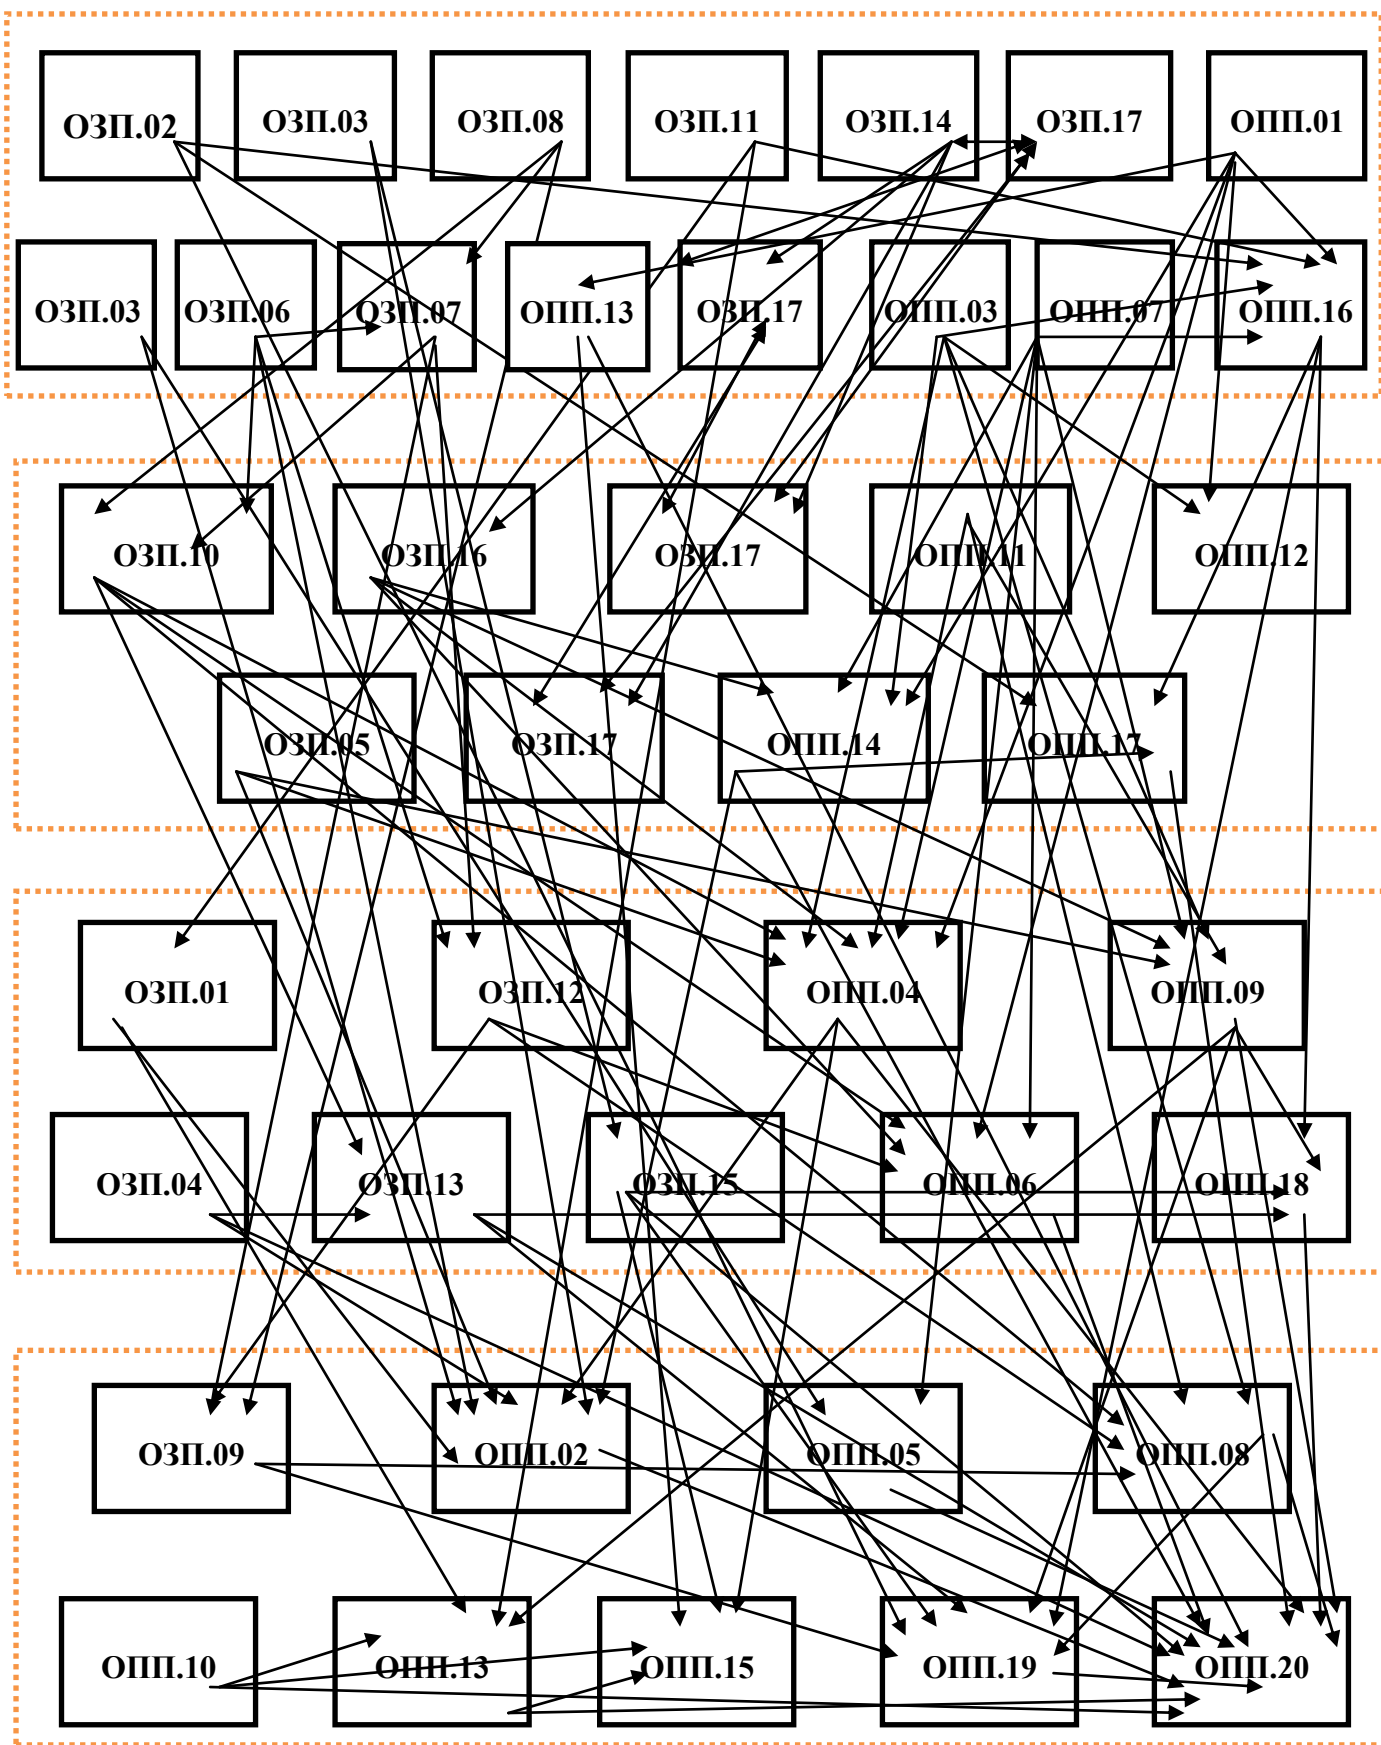 ОЗП.02 ОЗП.03 ОЗП.08 ОЗП.11 ОЗП.14 ОЗП.17 ОПП.01
ОЗП.03 ОЗП.06 ОЗП.07 ОПП.13 ОЗП.17 ОПП.03 ОПП.07 ОПП.16
ОЗП.10 ОЗП.16 ОЗП.17 ОПП.11 ОПП.12
ОЗП.05 ОЗП.17 ОПП.14 ОПП.17
ОЗП.01 ОЗП.12 ОПП.04 ОПП.09
ОЗП.04 ОЗП.13 ОЗП.15 ОПП.06 ОПП.18
ОЗП.09 ОПП.02 ОПП.05 ОПП.08
ОПП.10 ОПП.13 ОПП.15 ОПП.19 ОПП.20